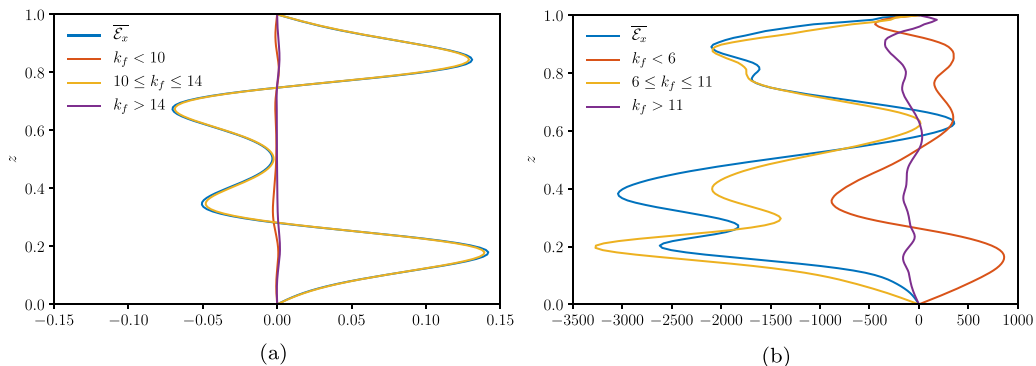 1.0
0.8
0.6
0.4
0.2
0.0
z
$\overline{\mathcal{E}_x}$
$k_f < 10$
$10 \leq k_f \leq 14$
$k_f > 14$
−0.15 −0.10 −0.05 0.00 0.05 0.10 0.15
(a)
1.0
0.8
0.6
0.4
0.2
0.0
z
$\overline{\mathcal{E}_x}$
$k_f < 6$
$6 \leq k_f \leq 11$
$k_f > 11$
−3500 −3000 −2500 −2000 −1500 −1000 −500 0 500 1000
(b)